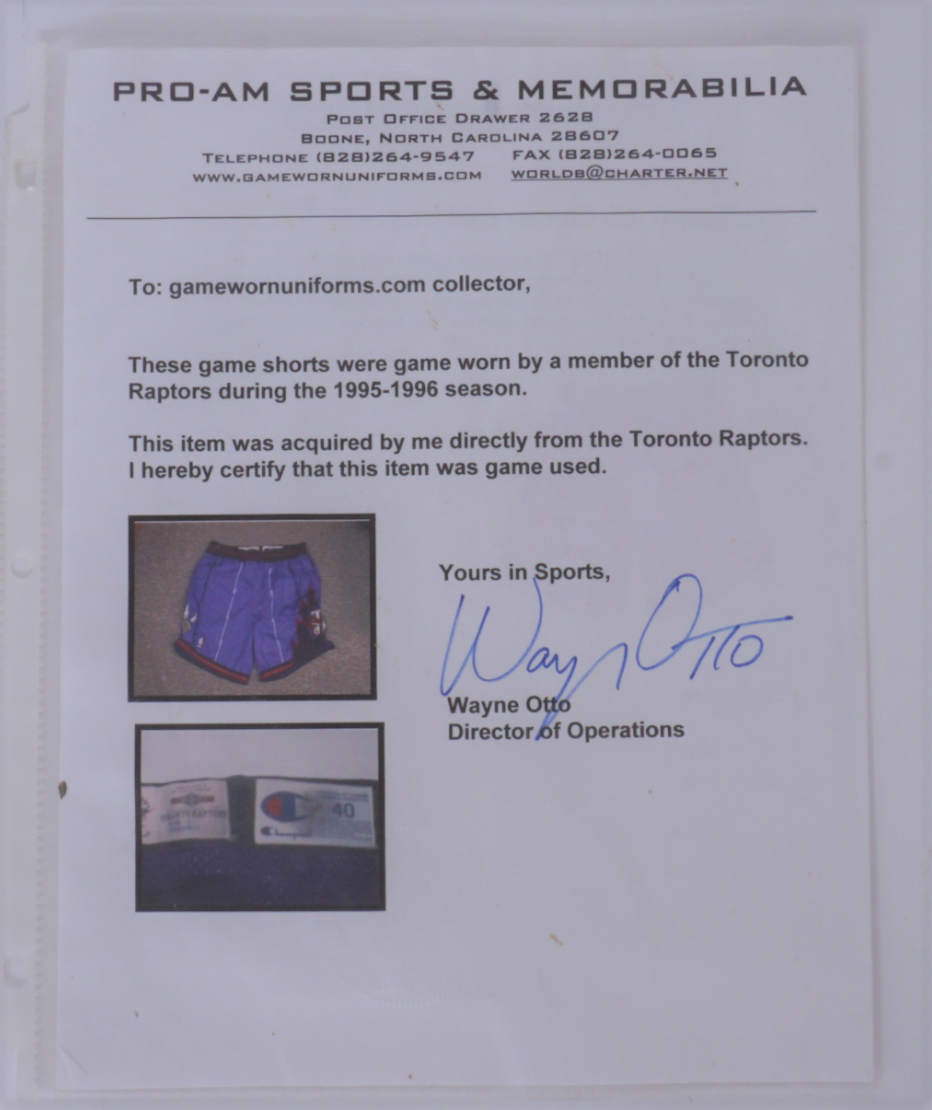 PRO-AM SPORTS & MEMORABILIA
POST OFFICE DRAWER 2628
BOONE, NORTH CAROLINA 28607
TELEPHONE (828)264-9547 FAX (828)264-0065
WWW.GAMEWORNUNIFORMS.COM WORLDB@CHARTER.NET
To: gamewornuniforms.com collector,
These game shorts were game worn by a member of the Toronto
Raptors during the 1995-1996 season.
This item was acquired by me directly from the Toronto Raptors.
I hereby certify that this item was game used.
Yours in Sports,
Wayn Otto
Wayne Otto
Director of Operations
40
Champion